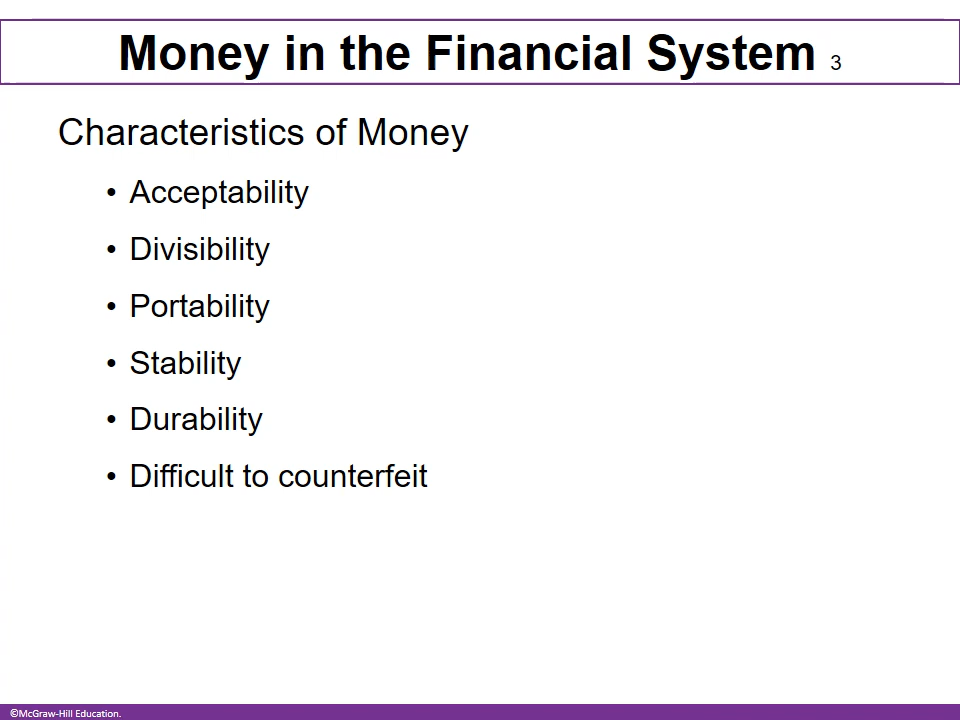 Money in the Financial System 3
Characteristics of Money
• Acceptability
• Divisibility
• Portability
• Stability
• Durability
• Difficult to counterfeit
©McGraw-Hill Education.